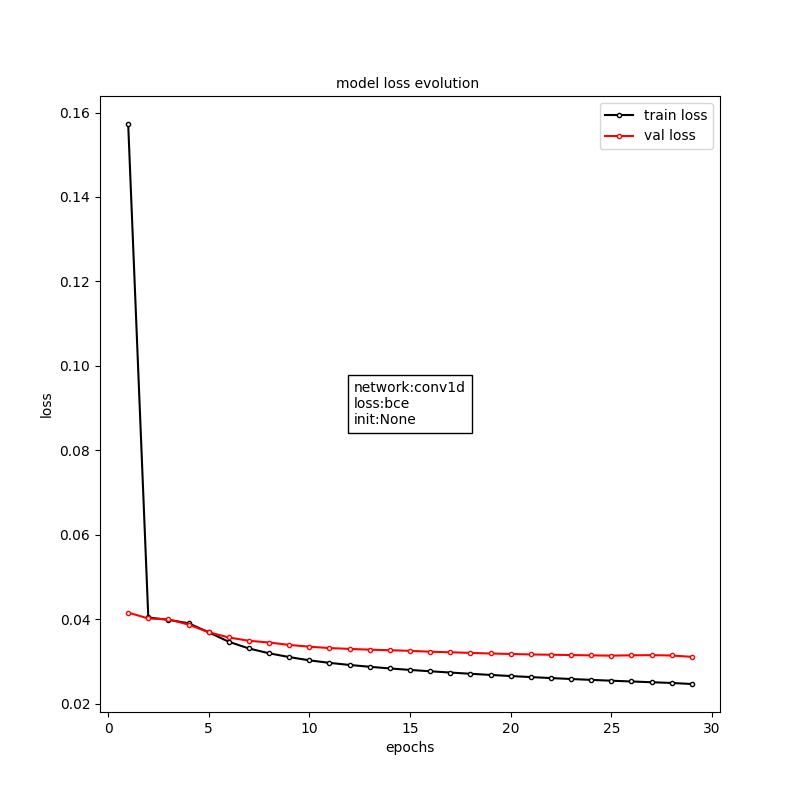 model loss evolution
train loss
val loss
0.16
0.14
0.12
0.10
0.08
0.06
0.04
0.02
loss
network:conv1d
loss:bce
init:None
0 5 10 15 20 25 30
epochs